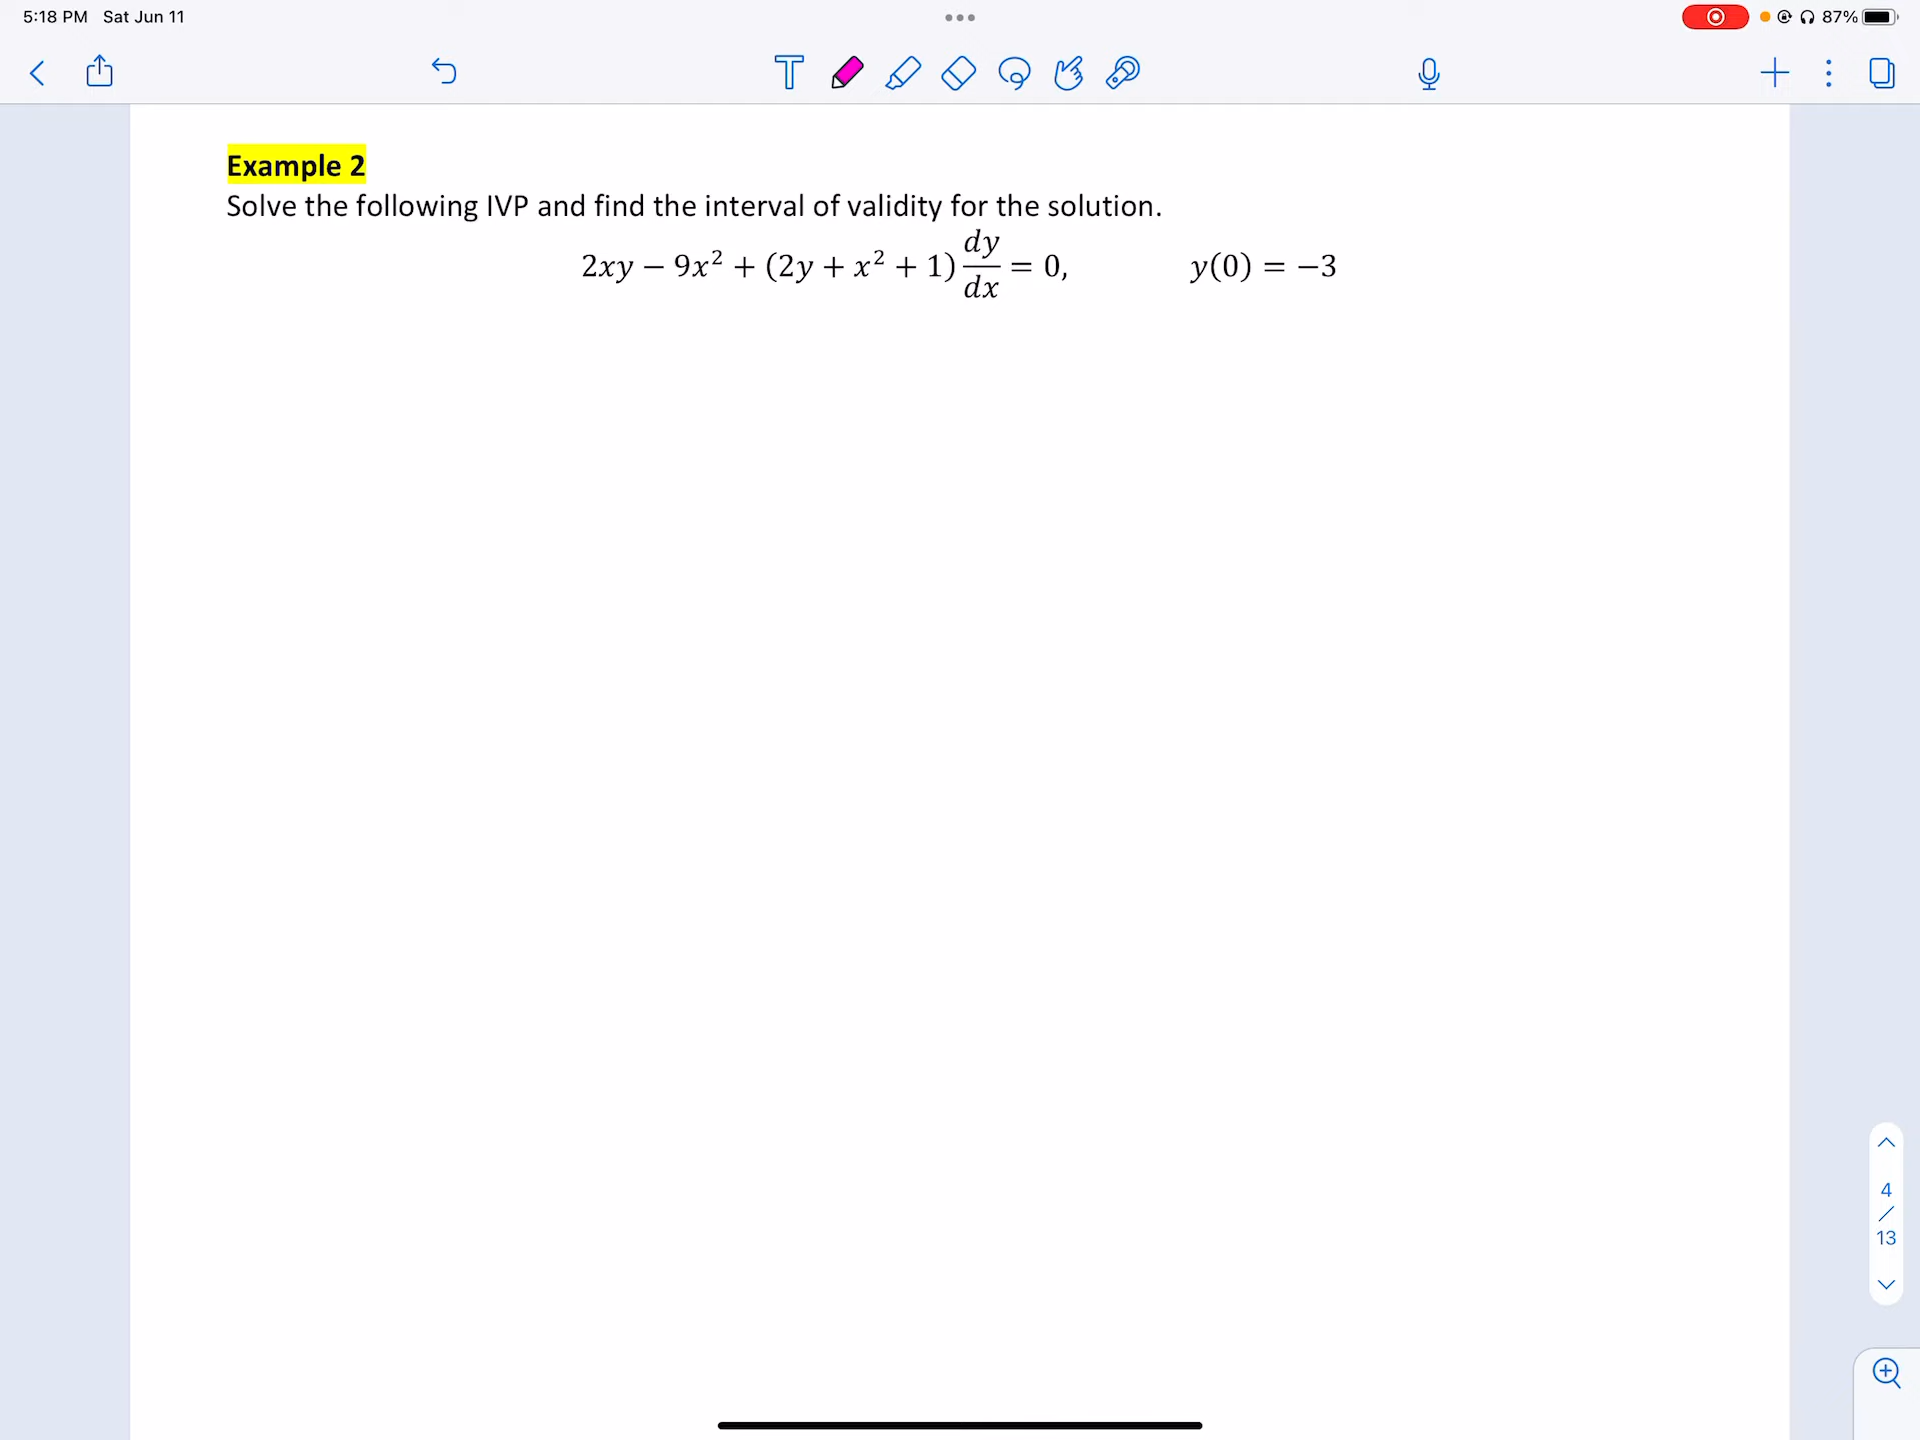 5:18 PM Sat Jun 11
87%
Example 2
Solve the following IVP and find the interval of validity for the solution.
2xy − 9x² + (2y + x² + 1) dy/dx = 0, y(0) = −3
4
/
13